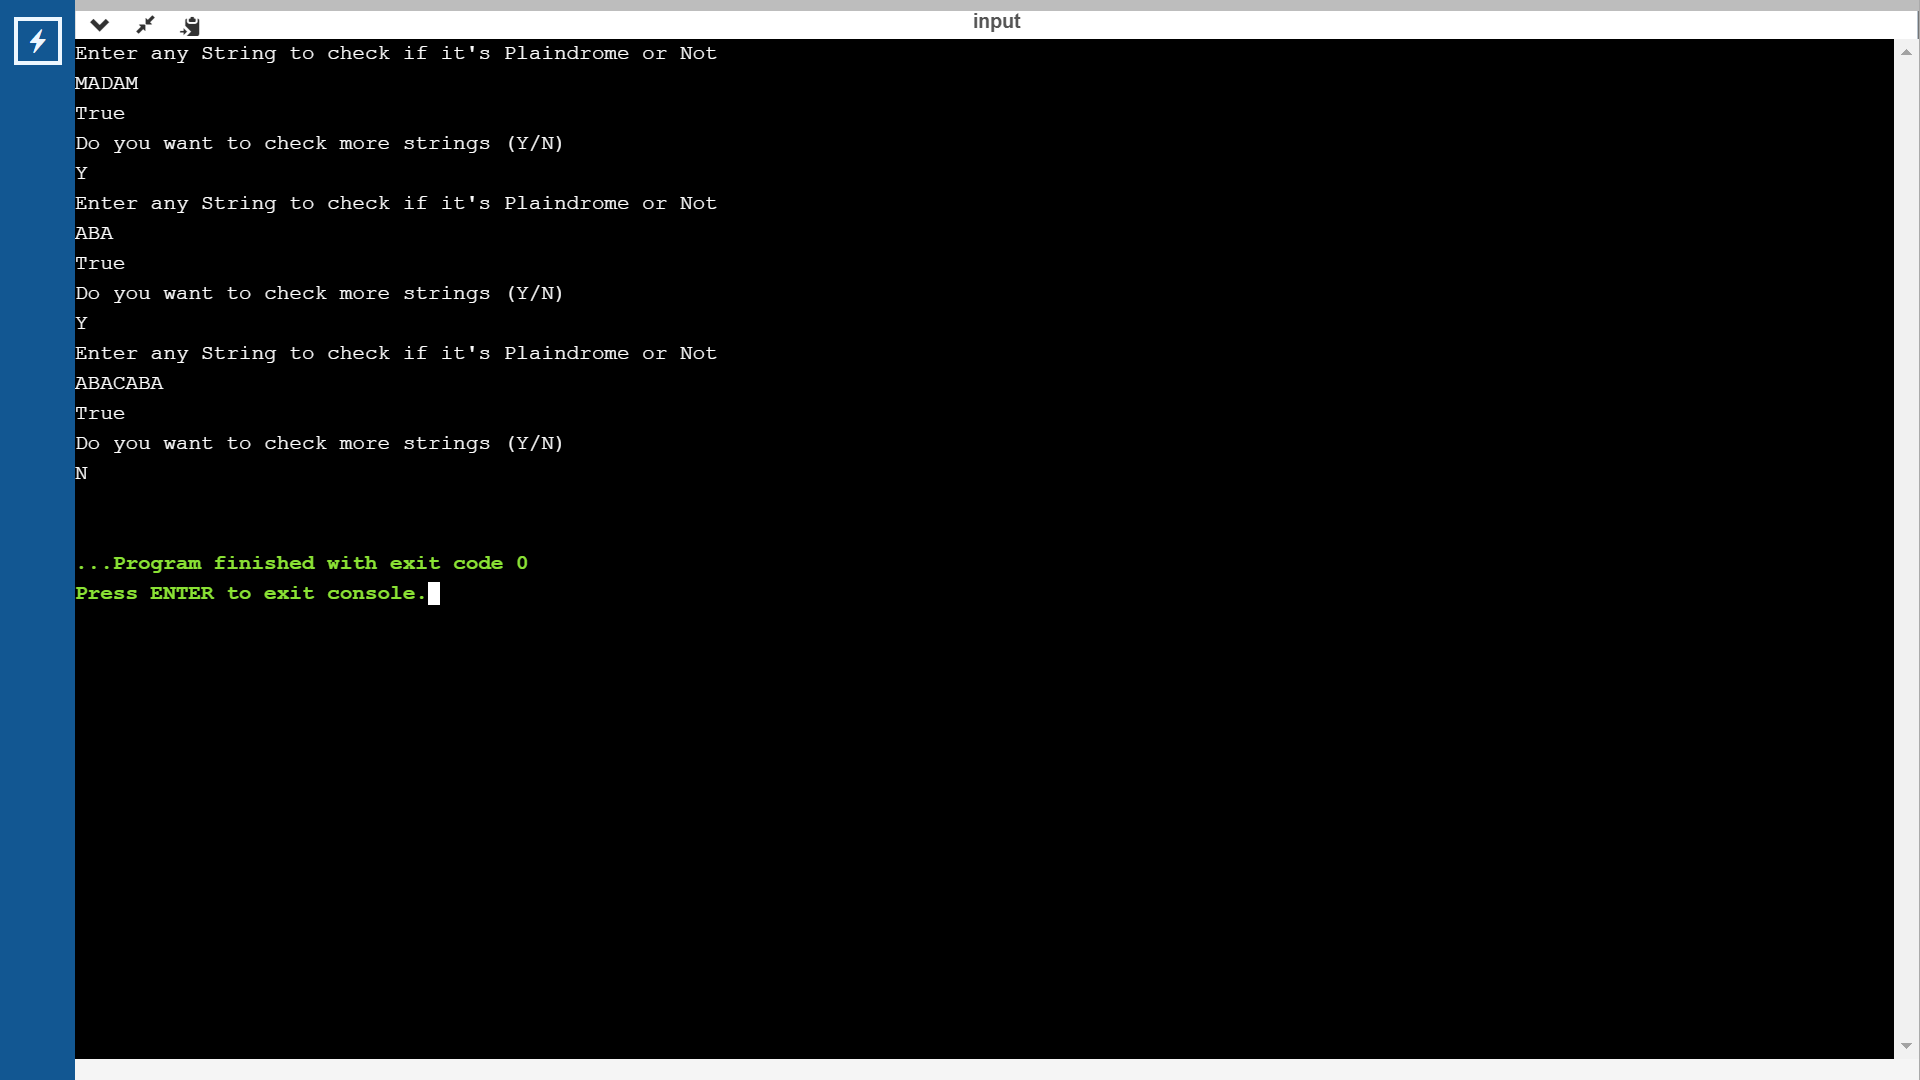 input
Enter any String to check if it's Plaindrome or Not
MADAM
True
Do you want to check more strings (Y/N)
Y
Enter any String to check if it's Plaindrome or Not
ABA
True
Do you want to check more strings (Y/N)
Y
Enter any String to check if it's Plaindrome or Not
ABACABA
True
Do you want to check more strings (Y/N)
N
...Program finished with exit code 0
Press ENTER to exit console.